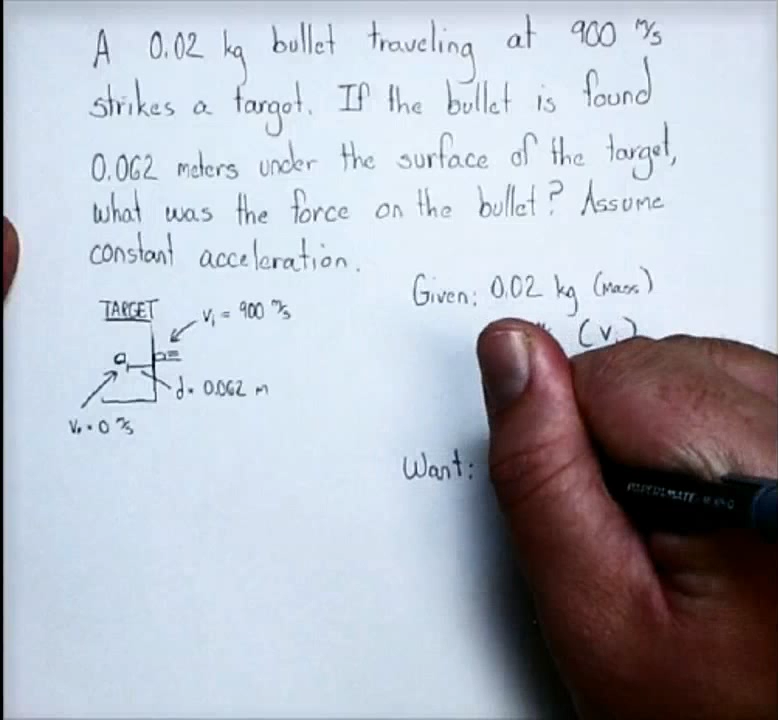 A 0.02 kg bullet traveling at 900 m/s
strikes a target. If the bullet is found
0.062 meters under the surface of the target,
what was the force on the bullet? Assume
constant acceleration.
Given: 0.02 kg (mass)
TARGET
Vi = 900 m/s
(Vi)
d = 0.062 m
Vf = 0 m/s
Want: